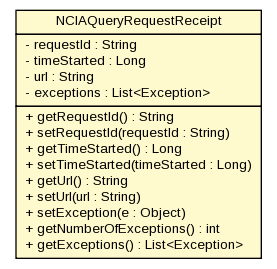 NCIAQueryRequestReceipt
- requestId : String
- timeStarted : Long
- url : String
- exceptions : List<Exception>
+ getRequestId() : String
+ setRequestId(requestId : String)
+ getTimeStarted() : Long
+ setTimeStarted(timeStarted : Long)
+ getUrl() : String
+ setUrl(url : String)
+ setException(e : Object)
+ getNumberOfExceptions() : int
+ getExceptions() : List<Exception>